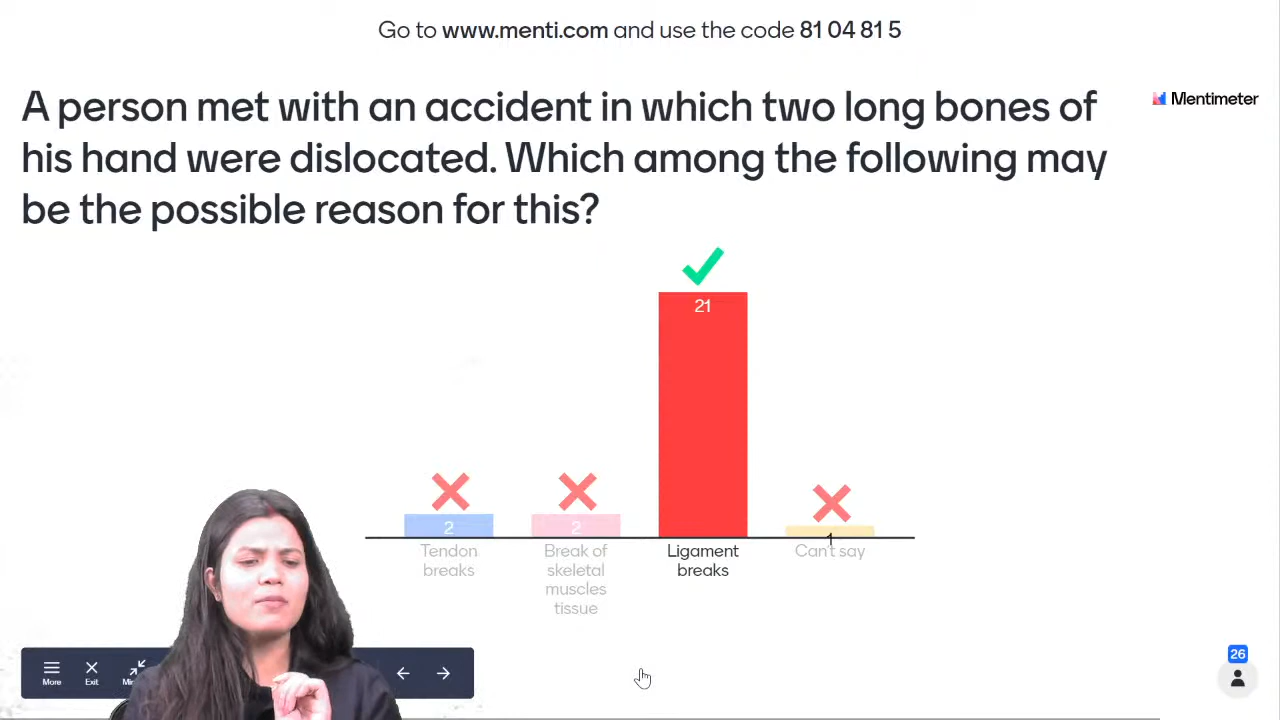 Go to www.menti.com and use the code 81 04 81 5
A person met with an accident in which two long bones of
his hand were dislocated. Which among the following may
be the possible reason for this?
Mentimeter
21
2
2
1
Tendon
breaks
Break of
skeletal
muscles
tissue
Ligament
breaks
Can't say
More
Exit
26